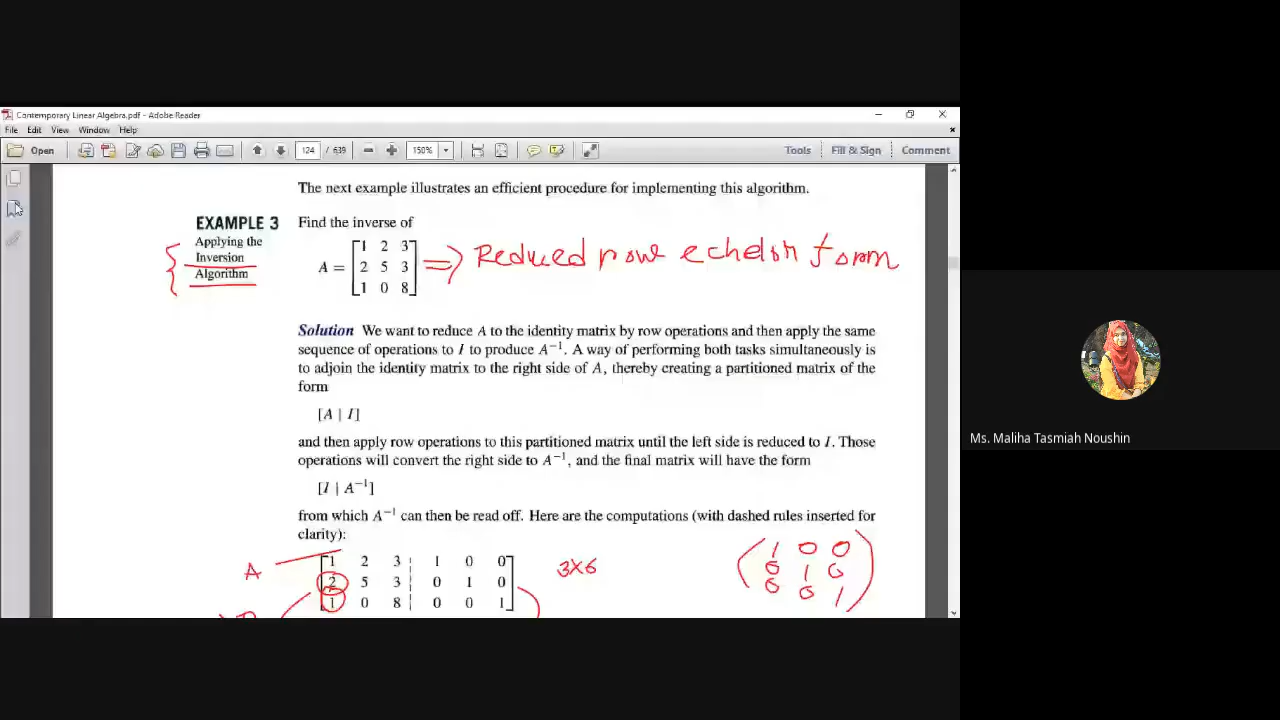 Contemporary Linear Algebra.pdf - Adobe Reader
File Edit View Window Help
Open 124 / 639 150% Tools Fill & Sign Comment
The next example illustrates an efficient procedure for implementing this algorithm.
EXAMPLE 3 Find the inverse of
Applying the
Inversion
Algorithm
1 2 3
A = 2 5 3 ⇒ Reduced row echelon form
1 0 8
Solution We want to reduce A to the identity matrix by row operations and then apply the same
sequence of operations to I to produce A⁻¹. A way of performing both tasks simultaneously is
to adjoin the identity matrix to the right side of A, thereby creating a partitioned matrix of the
form
[A | I]
and then apply row operations to this partitioned matrix until the left side is reduced to I. Those
operations will convert the right side to A⁻¹, and the final matrix will have the form
[I | A⁻¹]
from which A⁻¹ can then be read off. Here are the computations (with dashed rules inserted for
clarity):
A
1 2 3 | 1 0 0
2 5 3 | 0 1 0
1 0 8 | 0 0 1
3×6
1 0 0
0 1 0
0 0 1
Ms. Maliha Tasmiah Noushin